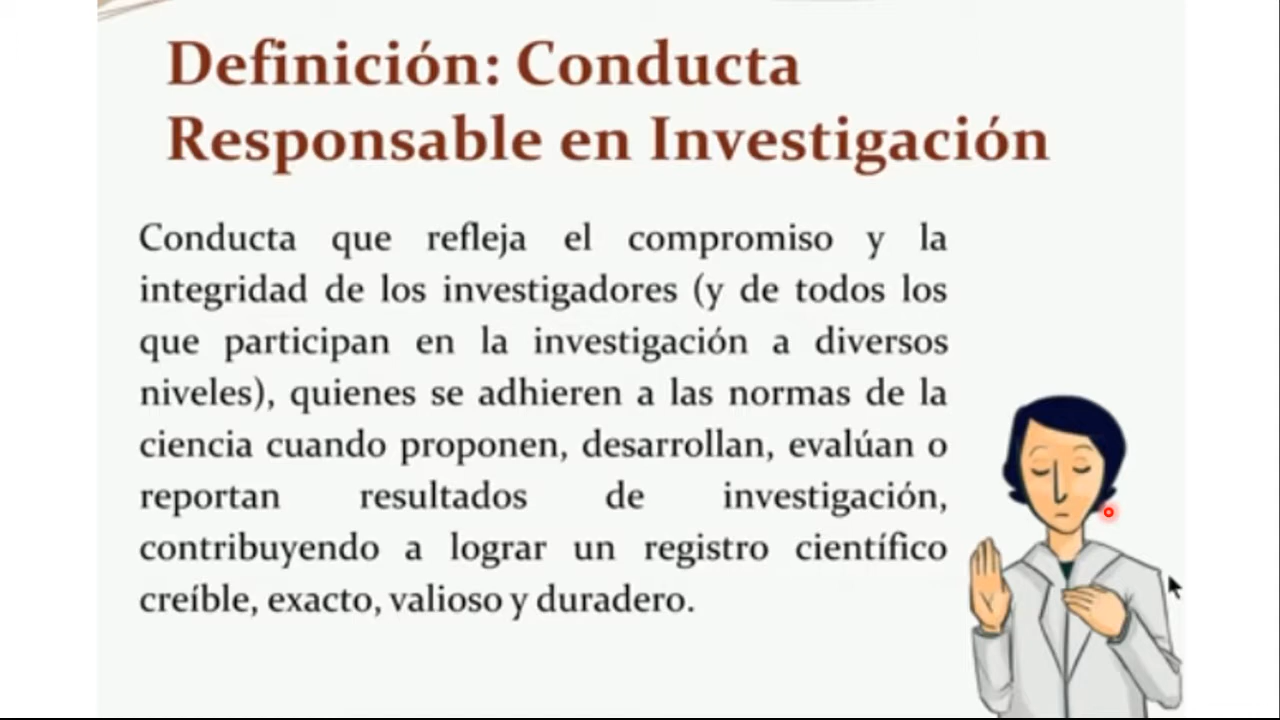 Definición: Conducta
Responsable en Investigación
Conducta que refleja el compromiso y la
integridad de los investigadores (y de todos los
que participan en la investigación a diversos
niveles), quienes se adhieren a las normas de la
ciencia cuando proponen, desarrollan, evalúan o
reportan resultados de investigación,
contribuyendo a lograr un registro científico
creíble, exacto, valioso y duradero.